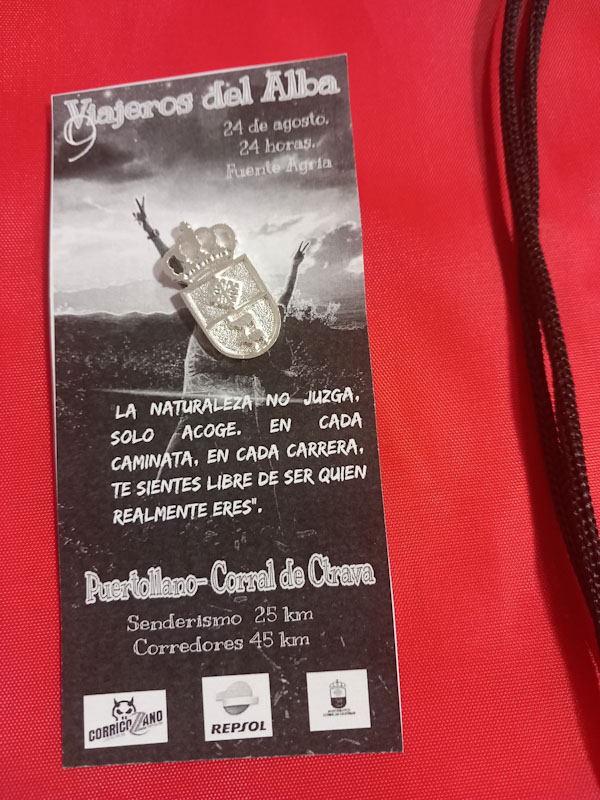 Viajeros del Alba
9
24 de agosto.
24 horas.
Fuente Agria
LA NATURALEZA NO JUZGA,
SOLO ACOGE. EN CADA
CAMINATA, EN CADA CARRERA,
TE SIENTES LIBRE DE SER QUIEN
REALMENTE ERES".
Puertollano- Corral de Ctrava
Senderismo 25 km
Corredores 45 km
CORRICOLLANO
REPSOL